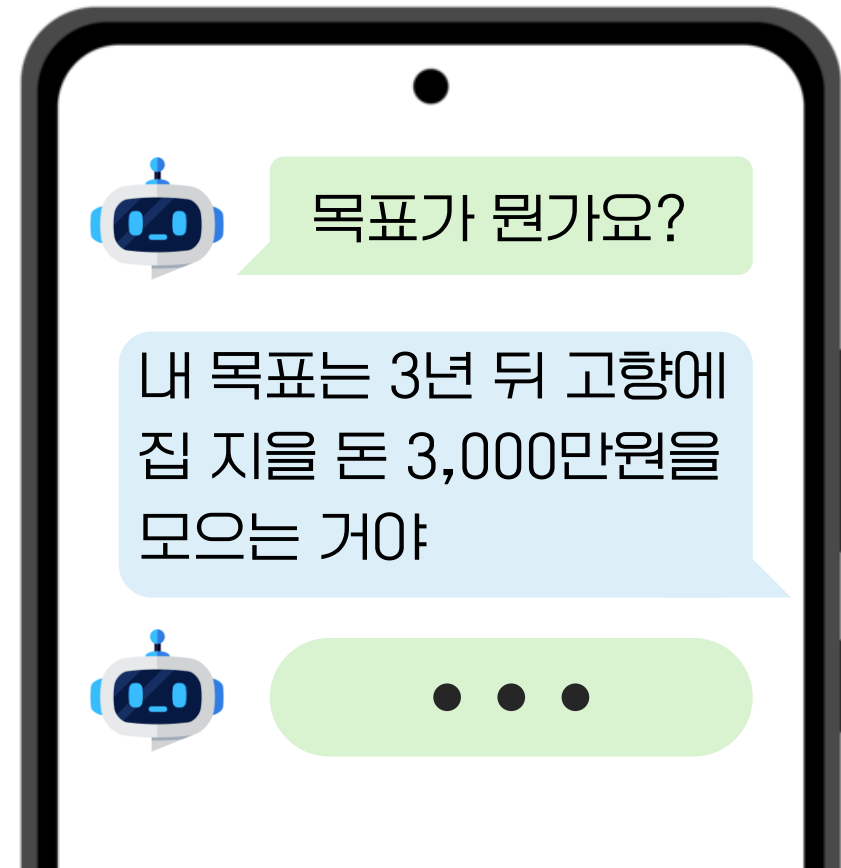 목표가 뭔가요?
내 목표는 3년 뒤 고향에
집 지을 돈 3,000만원을
모으는 거야